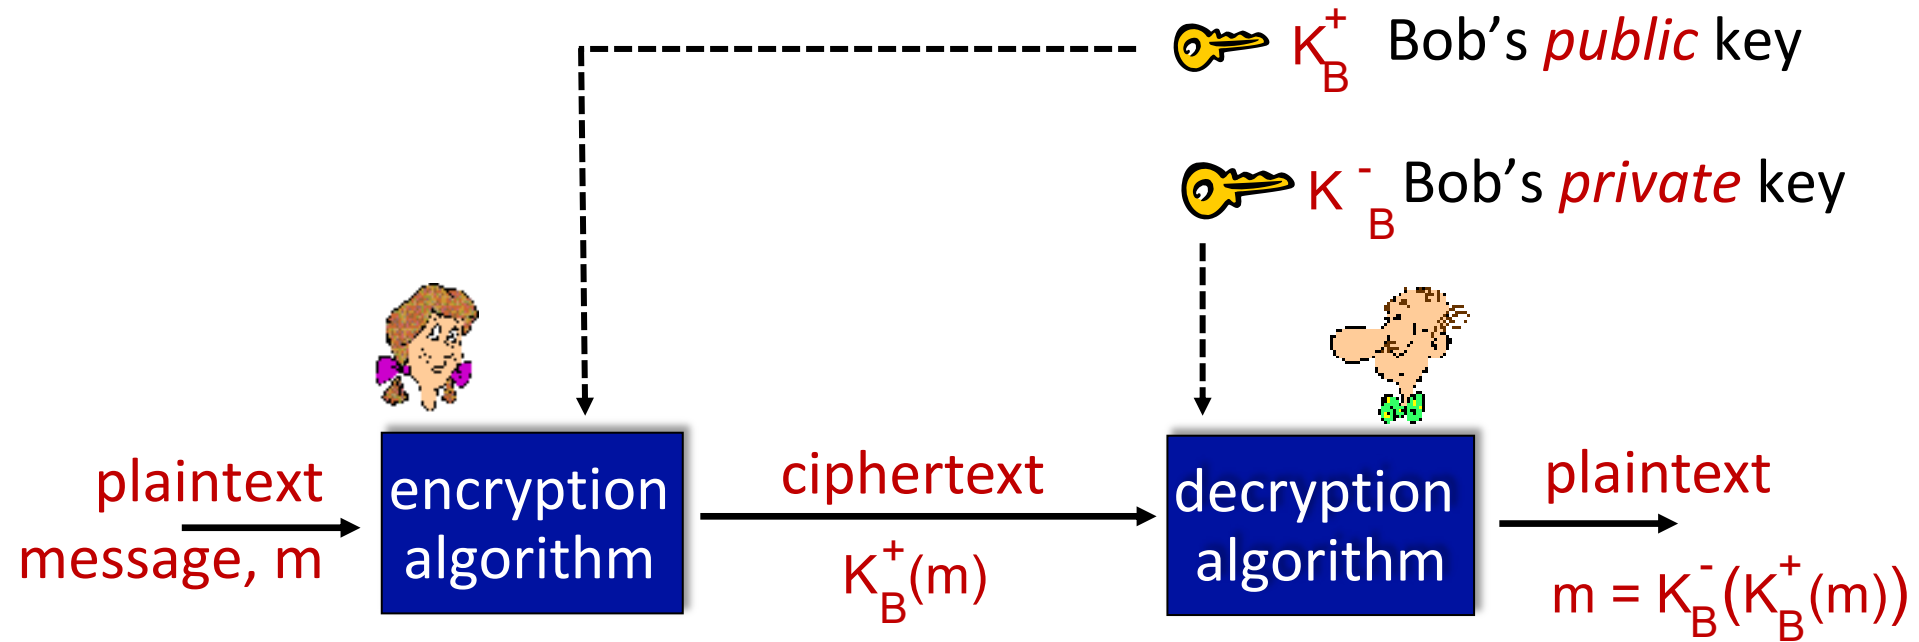 K_B^+ Bob’s public key
K_B^- Bob’s private key
plaintext
message, m
encryption
algorithm
ciphertext
K_B^+(m)
decryption
algorithm
plaintext
m = K_B^-(K_B^+(m))